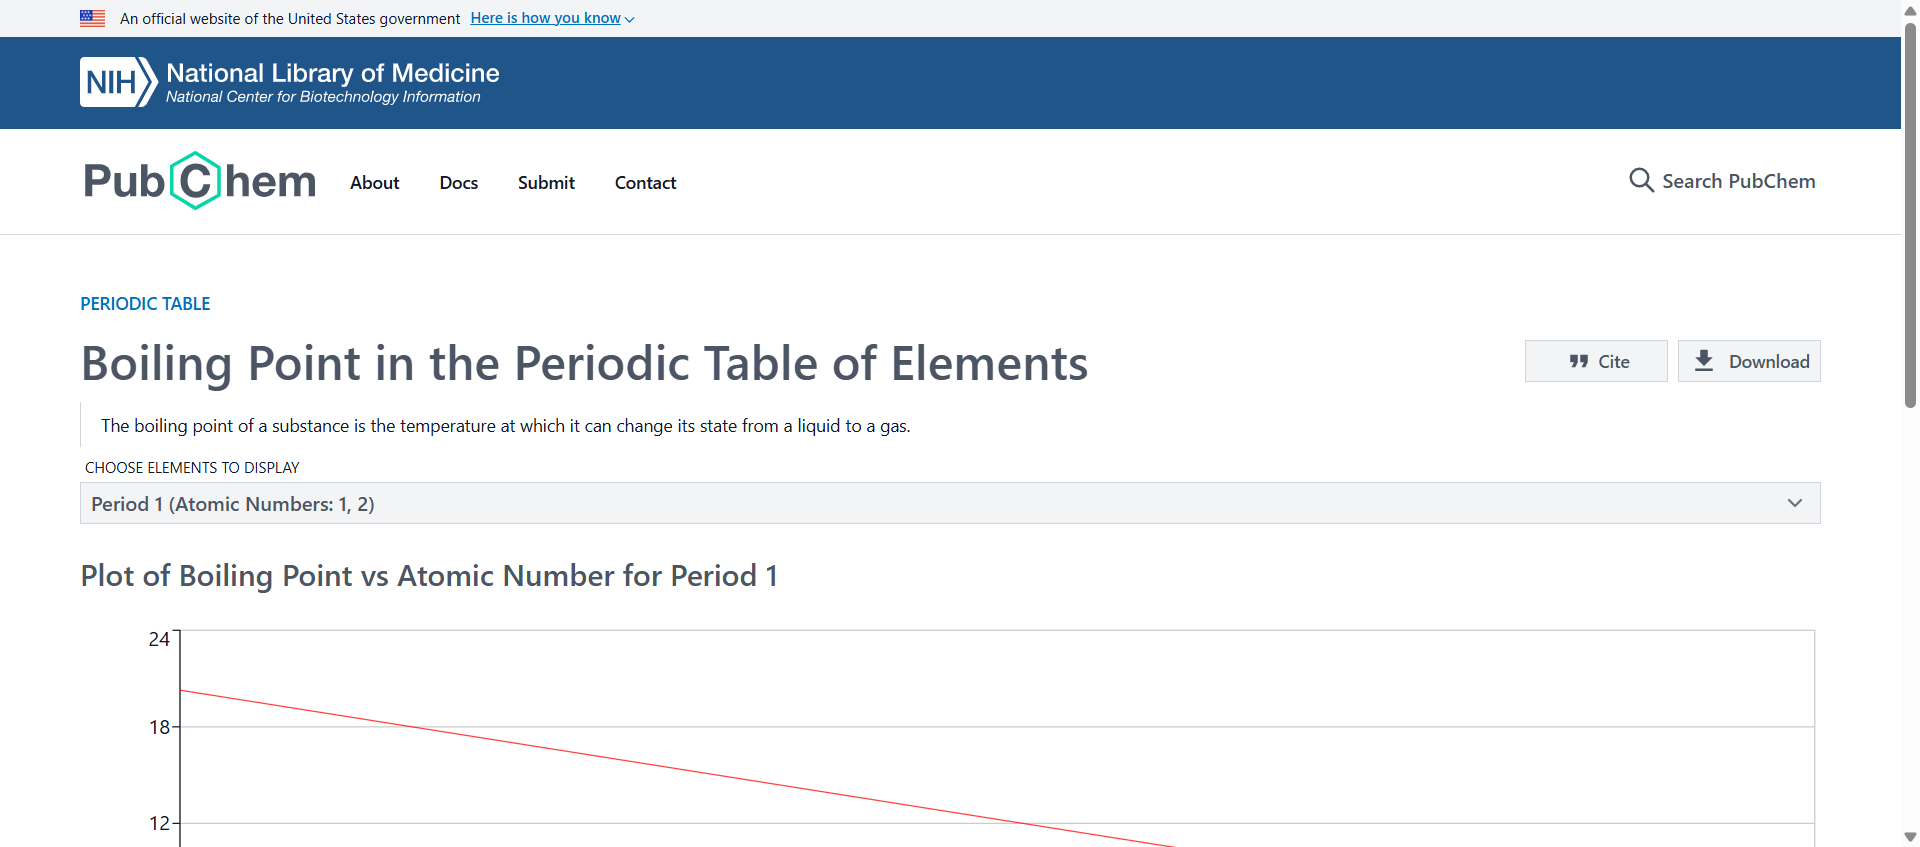 An official website of the United States government Here is how you know
NIH National Library of Medicine
National Center for Biotechnology Information
PubChem About Docs Submit Contact Search PubChem
PERIODIC TABLE
Boiling Point in the Periodic Table of Elements
Cite Download
The boiling point of a substance is the temperature at which it can change its state from a liquid to a gas.
CHOOSE ELEMENTS TO DISPLAY
Period 1 (Atomic Numbers: 1, 2)
Plot of Boiling Point vs Atomic Number for Period 1
24
18
12